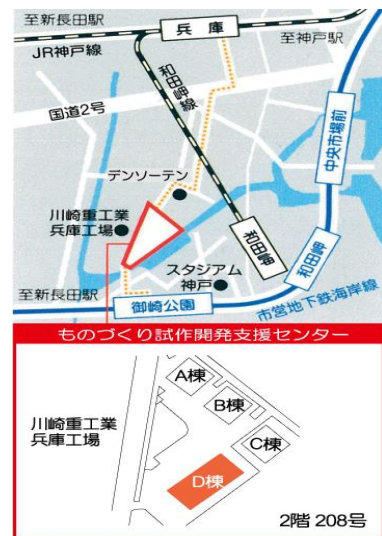 至新長田駅
兵庫
至神戸駅
JR神戸線
和田岬線
国道2号
中央市場前
デンソーテン
川崎重工業
兵庫工場
和田岬
和田岬
スタジアム
神戸
至新長田駅
御崎公園
市営地下鉄海岸線
ものづくり試作開発支援センター
A棟
B棟
川崎重工業
兵庫工場
C棟
D棟
2階 208号